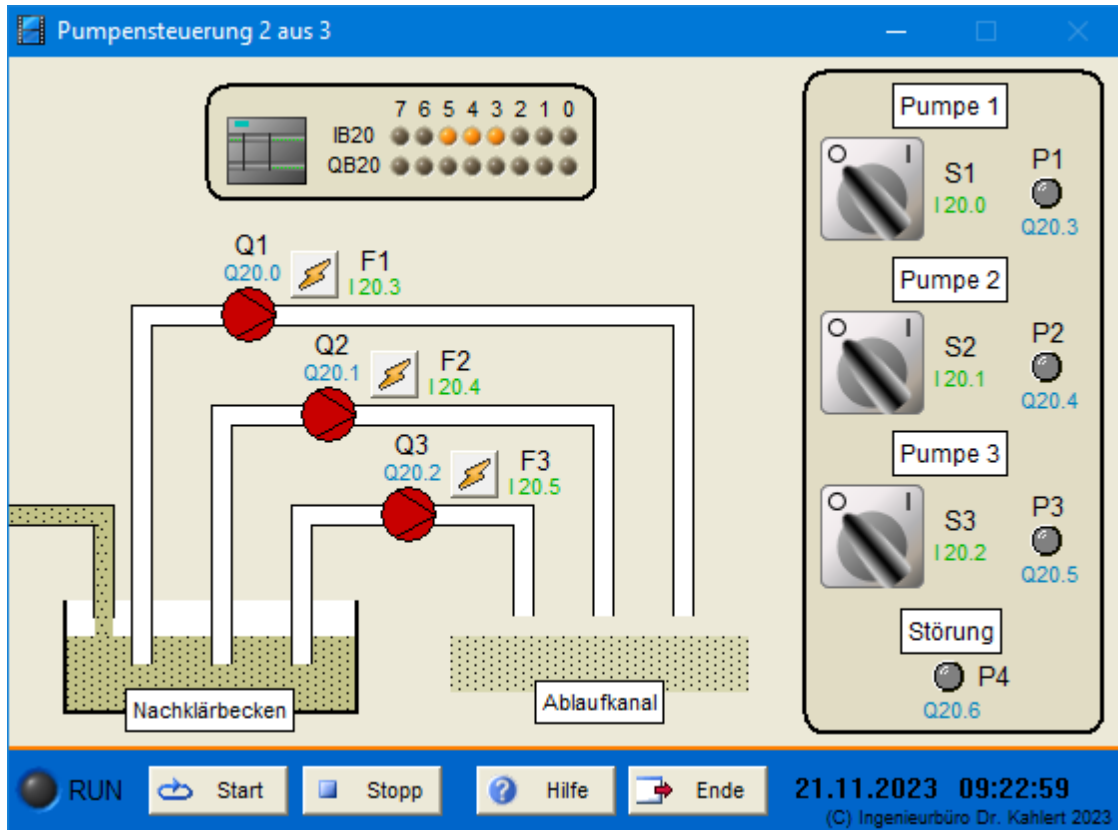 Pumpensteuerung 2 aus 3
7 6 5 4 3 2 1 0
IB20
QB20
Q1
Q20.0
F1
I 20.3
Q2
Q20.1
F2
I 20.4
Q3
Q20.2
F3
I 20.5
Nachklärbecken
Ablaufkanal
Pumpe 1
O I
S1
I 20.0
P1
Q20.3
Pumpe 2
O I
S2
I 20.1
P2
Q20.4
Pumpe 3
O I
S3
I 20.2
P3
Q20.5
Störung
P4
Q20.6
RUN
Start
Stopp
Hilfe
Ende
21.11.2023 09:22:59
(C) Ingenieurbüro Dr. Kahlert 2023